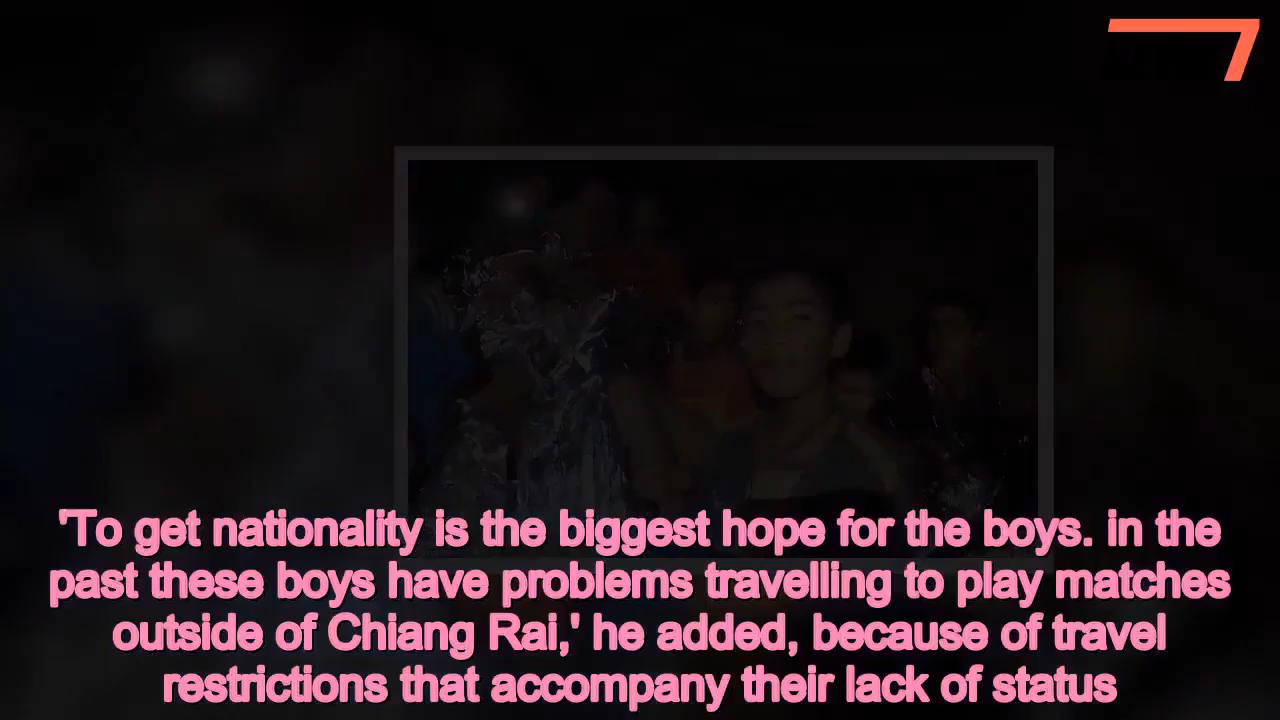 'To get nationality is the biggest hope for the boys. in the
past these boys have problems travelling to play matches
outside of Chiang Rai,' he added, because of travel
restrictions that accompany their lack of status